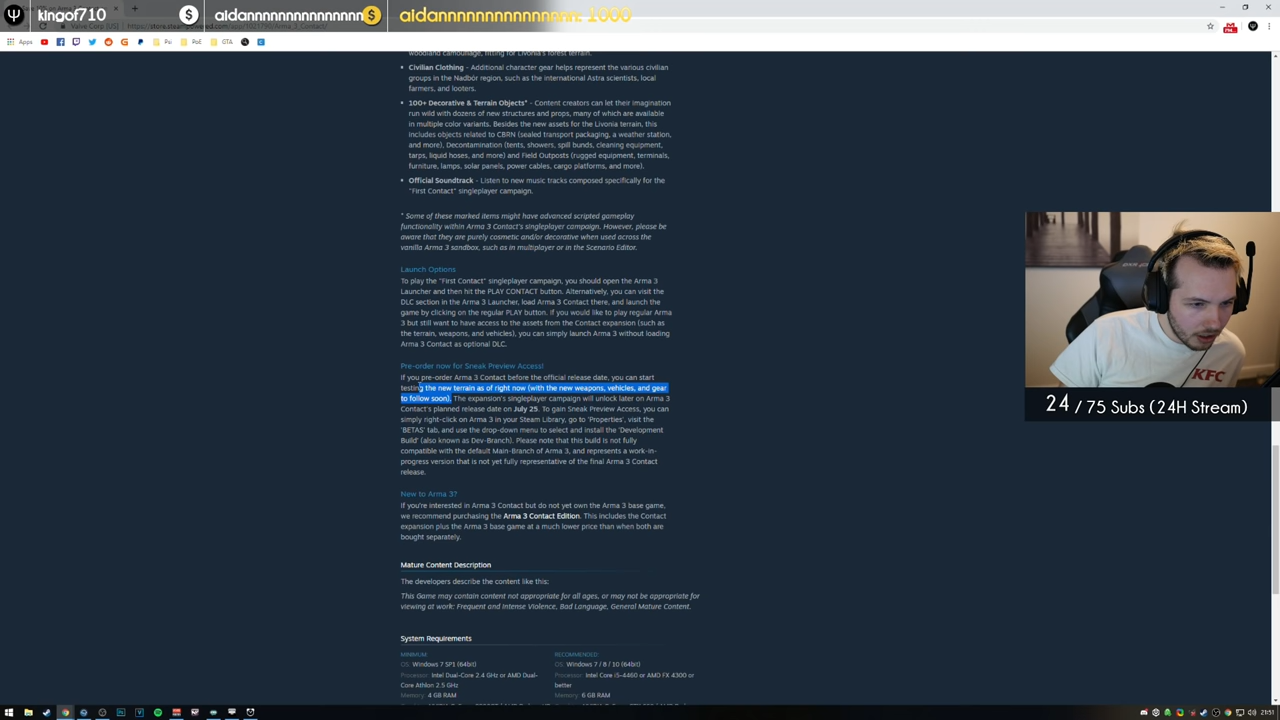 kingof710
aidannnnnnnnnnnnnnnnn
aidannnnnnnnnnnnnnnnn: 1000
Valve Corp [US] | https://store.steampowered.com/app/1021790/Arma_3_Contact/
Apps
Pai
PoE
GTA
woodland camouflage, fitting for Livonia's forest terrain.
Civilian Clothing - Additional character gear helps represent the various civilian
groups in the Nadbór region, such as the international Astra scientists, local
farmers, and looters.
100+ Decorative & Terrain Objects* - Content creators can let their imagination
run wild with dozens of new structures and props, many of which are available
in multiple color variants. Besides the new assets for the Livonia terrain, this
includes objects related to CBRN (sealed transport packaging, a weather station,
and more), Decontamination (tents, showers, spill bunds, cleaning equipment,
tarps, liquid hoses, and more) and Field Outposts (rugged equipment, terminals,
furniture, lamps, solar panels, power cables, cargo platforms, and more).
Official Soundtrack - Listen to new music tracks composed specifically for the
"First Contact" singleplayer campaign.
* Some of these marked items might have advanced scripted gameplay
functionality within Arma 3 Contact's singleplayer campaign. However, please be
aware that they are purely cosmetic and/or decorative when used across the
vanilla Arma 3 sandbox, such as in multiplayer or in the Scenario Editor.
Launch Options
To play the "First Contact" singleplayer campaign, you should open the Arma 3
Launcher and then hit the PLAY CONTACT button. Alternatively, you can visit the
DLC section in the Arma 3 Launcher, load Arma 3 Contact there, and launch the
game by clicking on the regular PLAY button. If you would like to play regular Arma
3 but still want to have access to the assets from the Contact expansion (such as
the terrain, weapons, and vehicles), you can simply launch Arma 3 without loading
Arma 3 Contact as optional DLC.
Pre-order now for Sneak Preview Access!
If you pre-order Arma 3 Contact before the official release date, you can start
testing the new terrain as of right now (with the new weapons, vehicles, and gear
to follow soon). The expansion's singleplayer campaign will unlock later on Arma 3
Contact's planned release date on July 25. To gain Sneak Preview Access, you can
simply right-click on Arma 3 in your Steam Library, go to 'Properties', visit the
'BETAS' tab, and use the drop-down menu to select and install the 'Development
Build' (also known as Dev-Branch). Please note that this build is not fully
compatible with the default Main-Branch of Arma 3, and represents a work-in-
progress version that is not yet fully representative of the final Arma 3 Contact
release.
New to Arma 3?
If you're interested in Arma 3 Contact but do not yet own the Arma 3 base game,
we recommend purchasing the Arma 3 Contact Edition. This includes the Contact
expansion plus the Arma 3 base game at a much lower price than when both are
bought separately.
Mature Content Description
The developers describe the content like this:
This Game may contain content not appropriate for all ages, or may not be appropriate for
viewing at work: Frequent and Intense Violence, Bad Language, General Mature Content.
System Requirements
MINIMUM:
OS: Windows 7 SP1 (64bit)
Processor: Intel Dual-Core 2.4 GHz or AMD Dual-
Core Athlon 2.5 GHz
Memory: 4 GB RAM
RECOMMENDED:
OS: Windows 7 / 8 / 10 (64bit)
Processor: Intel Core i5-4460 or AMD FX 4300 or
better
Memory: 6 GB RAM
KFC
24 / 75 Subs (24H Stream)
21:51